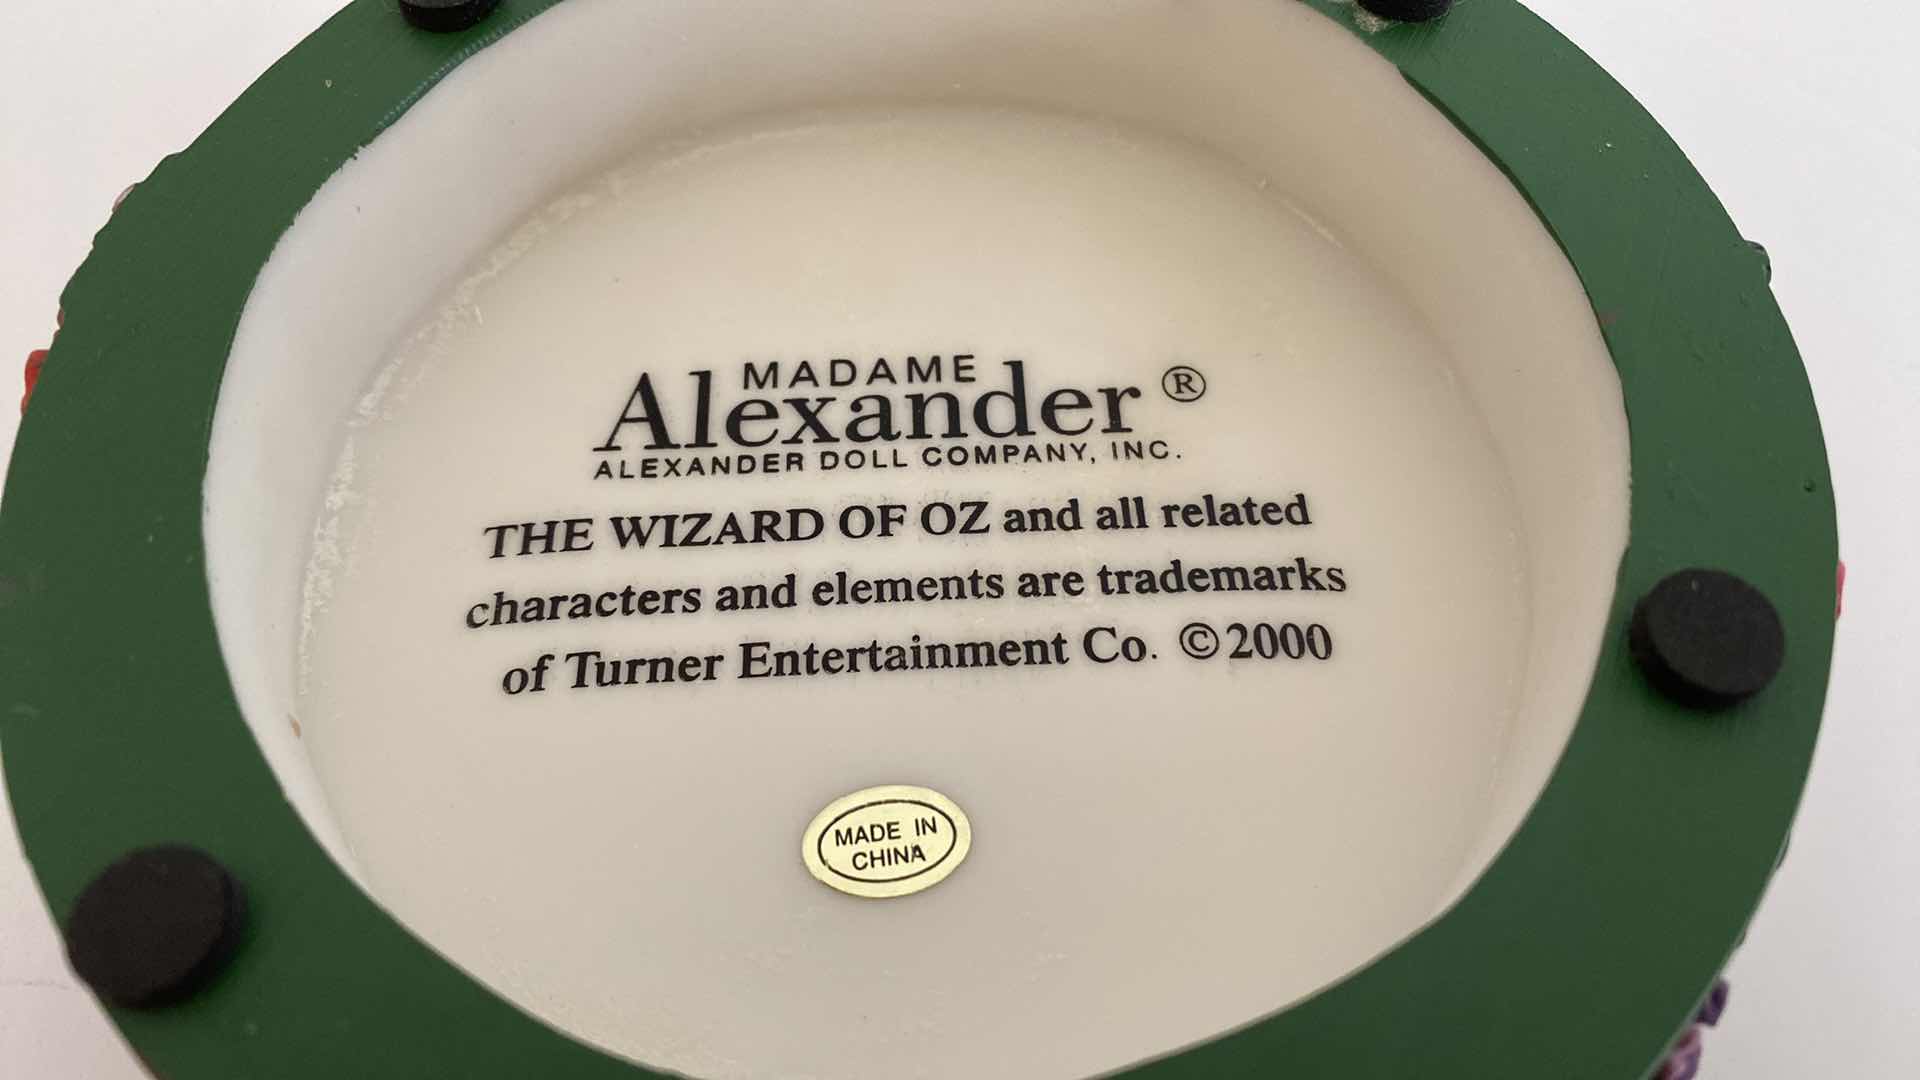 MADAME
Alexander ®
ALEXANDER DOLL COMPANY, INC.
THE WIZARD OF OZ and all related
characters and elements are trademarks
of Turner Entertainment Co. ©2000
MADE IN
CHINA